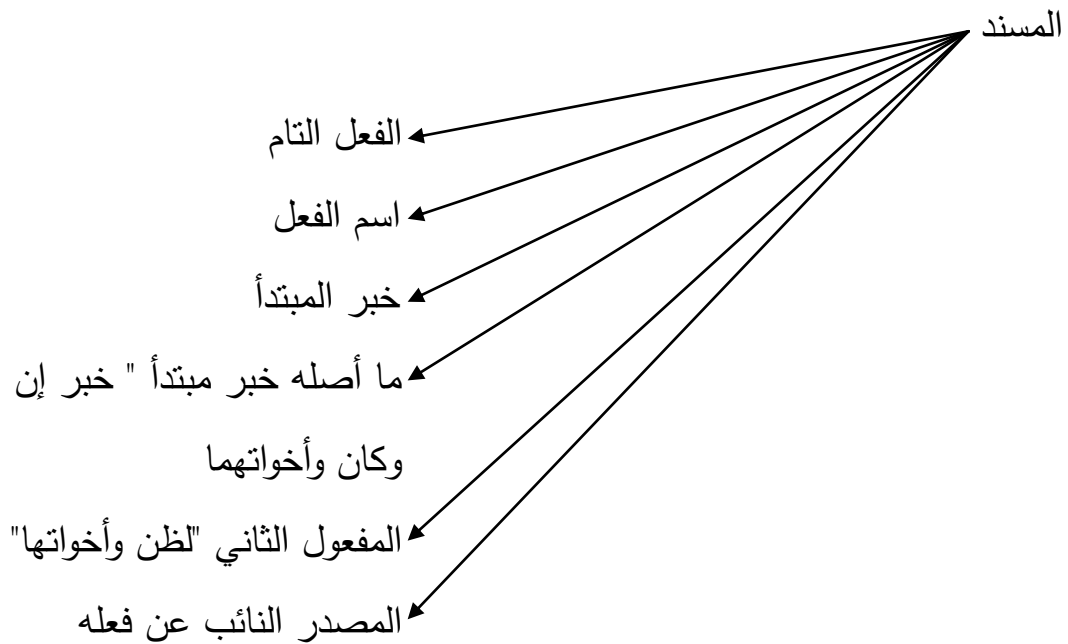 المسند
الفعل التام
اسم الفعل
خبر المبتدأ
ما أصله خبر مبتدأ " خبر إن
وكان وأخواتهما
المفعول الثاني "لظن وأخواتها"
المصدر النائب عن فعله